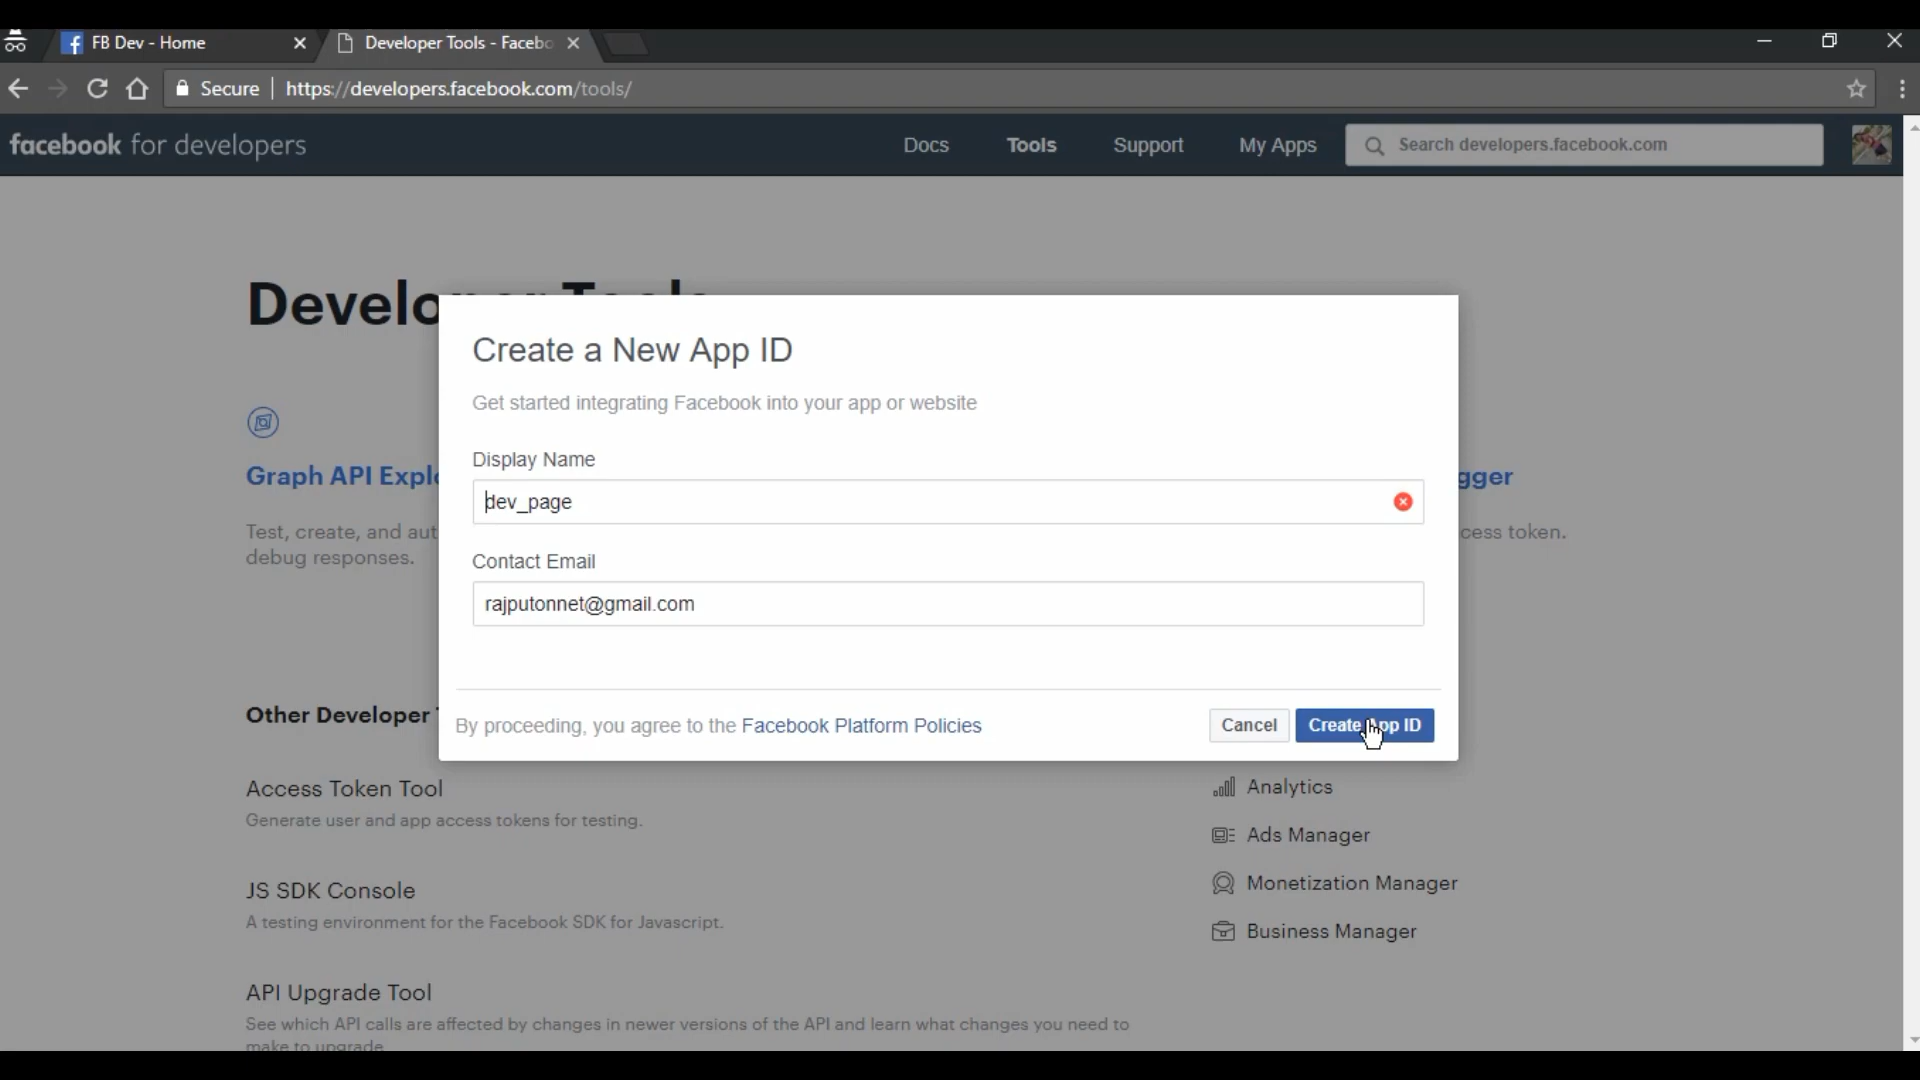 FB Dev - Home
Developer Tools - Facebo
Secure
https://developers.facebook.com/tools/
facebook for developers
Docs
Tools
Support
My Apps
Search developers.facebook.com
Develo
Create a New App ID
Get started integrating Facebook into your app or website
Graph API Explo
gger
Display Name
dev_page
Test, create, and aut
debug responses.
cess token.
Contact Email
rajputonnet@gmail.com
Other Developer
By proceeding, you agree to the Facebook Platform Policies
Cancel
Create App ID
Access Token Tool
Generate user and app access tokens for testing.
Analytics
Ads Manager
JS SDK Console
A testing environment for the Facebook SDK for Javascript.
Monetization Manager
Business Manager
API Upgrade Tool
See which API calls are affected by changes in newer versions of the API and learn what changes you need to
make to upgrade